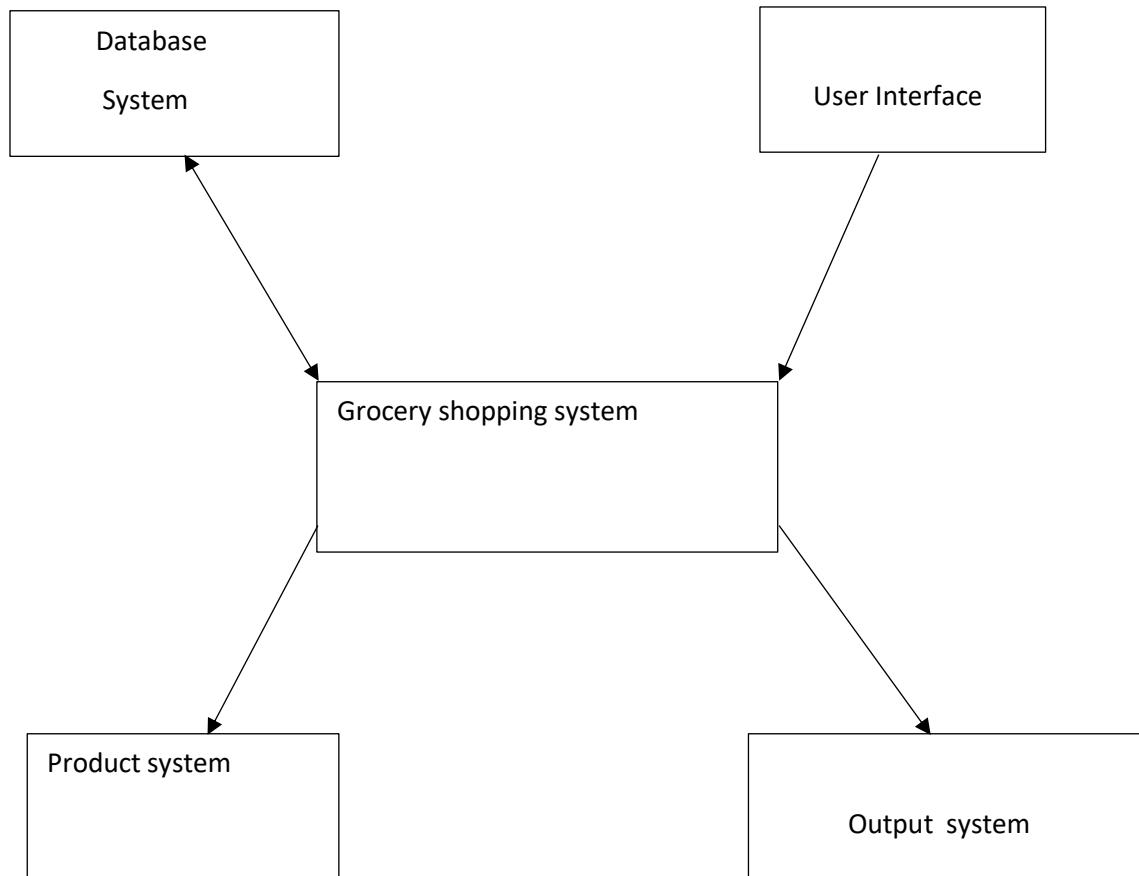 Database
System
User Interface
Grocery shopping system
Product system
Output system